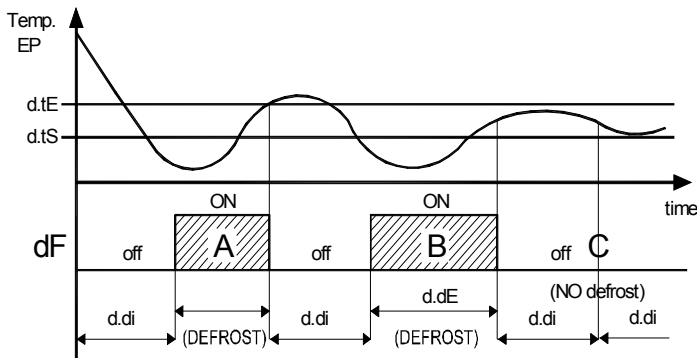 Temp.
EP
d.tE
d.tS
time
ON
ON
dF
off
A
off
B
off
C
d.dE
(NO defrost)
d.di
(DEFROST)
d.di
(DEFROST)
d.di
d.di